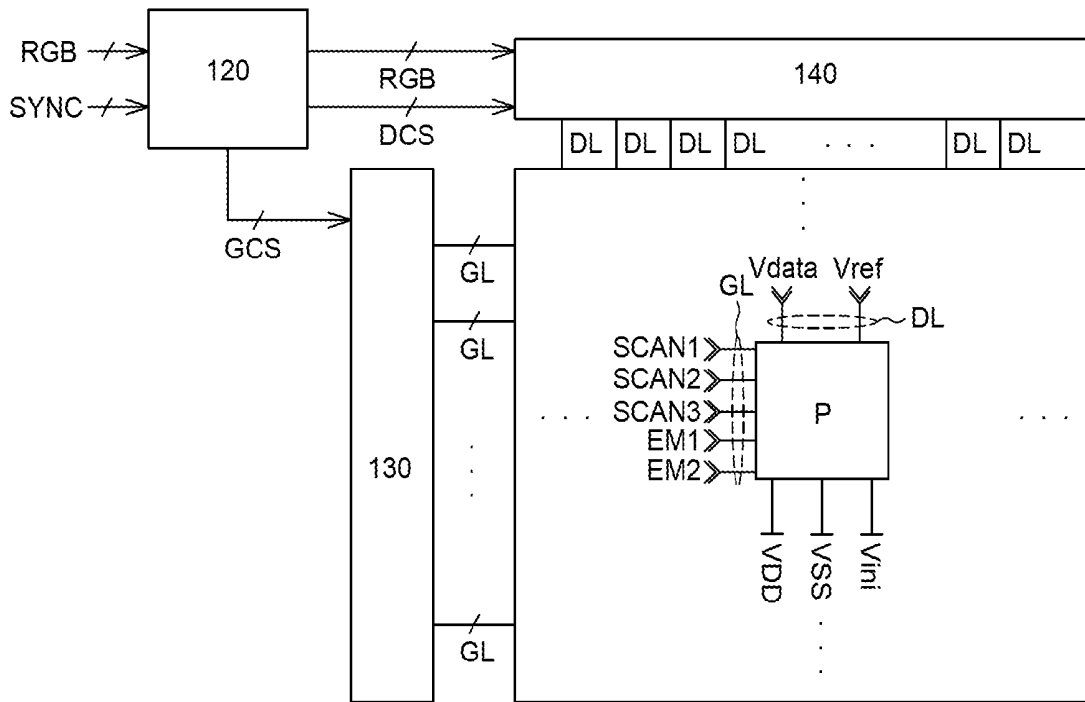 RGB
120
RGB
140
SYNC
DCS
DL DL DL DL . . . DL DL
GCS
GL
Vdata Vref
GL
DL
GL
SCAN1
SCAN2
SCAN3
EM1
EM2
P
. . .
. . .
130
VDD
VSS
Vini
GL